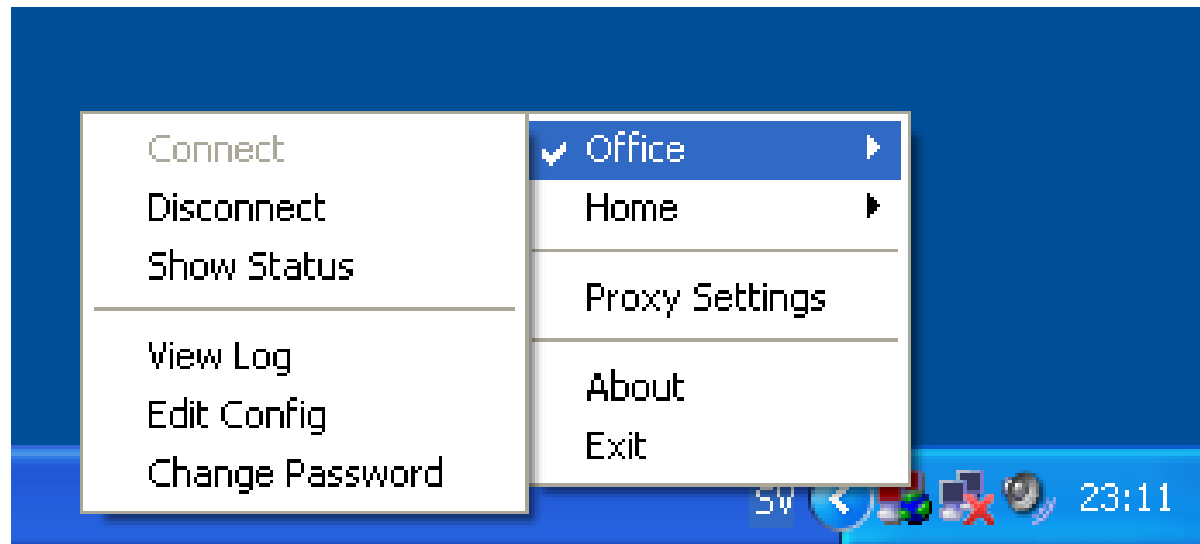 Connect
Disconnect
Show Status
View Log
Edit Config
Change Password
Office
Home
Proxy Settings
About
Exit
SV
23:11